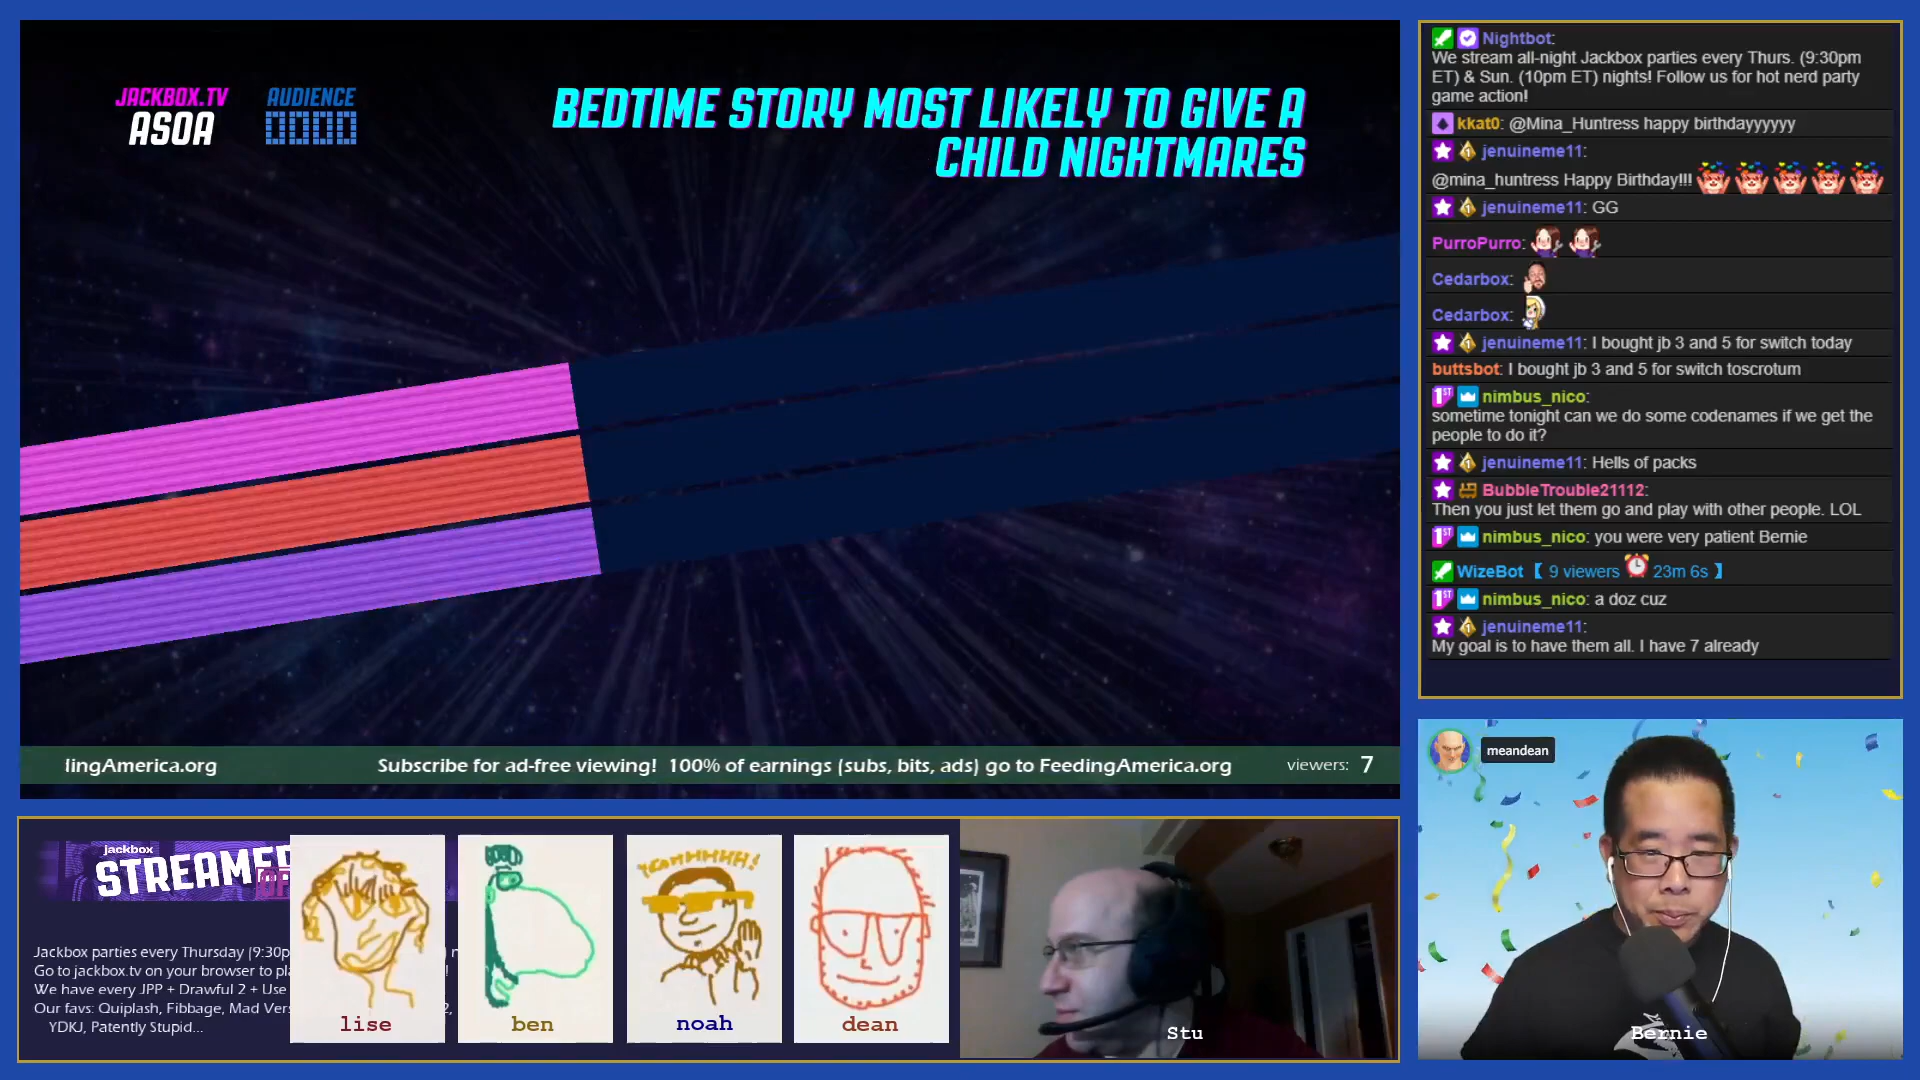 JACKBOX.TV
ASOA
AUDIENCE
BEDTIME STORY MOST LIKELY TO GIVE A
CHILD NIGHTMARES
lingAmerica.org
Subscribe for ad-free viewing! 100% of earnings (subs, bits, ads) go to FeedingAmerica.org
viewers: 7
Nightbot:
We stream all-night Jackbox parties every Thurs. (9:30pm
ET) & Sun. (10pm ET) nights! Follow us for hot nerd party
game action!
kkat0: @Mina_Huntress happy birthdayyyyyy
jenuineme11:
@mina_huntress Happy Birthday!!!
jenuineme11: GG
PurroPurro:
Cedarbox:
Cedarbox:
jenuineme11: I bought jb 3 and 5 for switch today
buttsbot: I bought jb 3 and 5 for switch toscrotum
1ST nimbus_nico:
sometime tonight can we do some codenames if we get the
people to do it?
jenuineme11: Hells of packs
BubbleTrouble21112:
Then you just let them go and play with other people. LOL
1ST nimbus_nico: you were very patient Bernie
WizeBot 【 9 viewers 23m 6s 】
1ST nimbus_nico: a doz cuz
jenuineme11:
My goal is to have them all. I have 7 already
meandean
Bernie
jackbox
STREAMER
Jackbox parties every Thursday (9:30p
Go to jackbox.tv on your browser to pla
We have every JPP + Drawful 2 + Use
Our favs: Quiplash, Fibbage, Mad Vers
YDKJ, Patently Stupid...
lise
ben
YEAHHHHH!
noah
dean
Stu